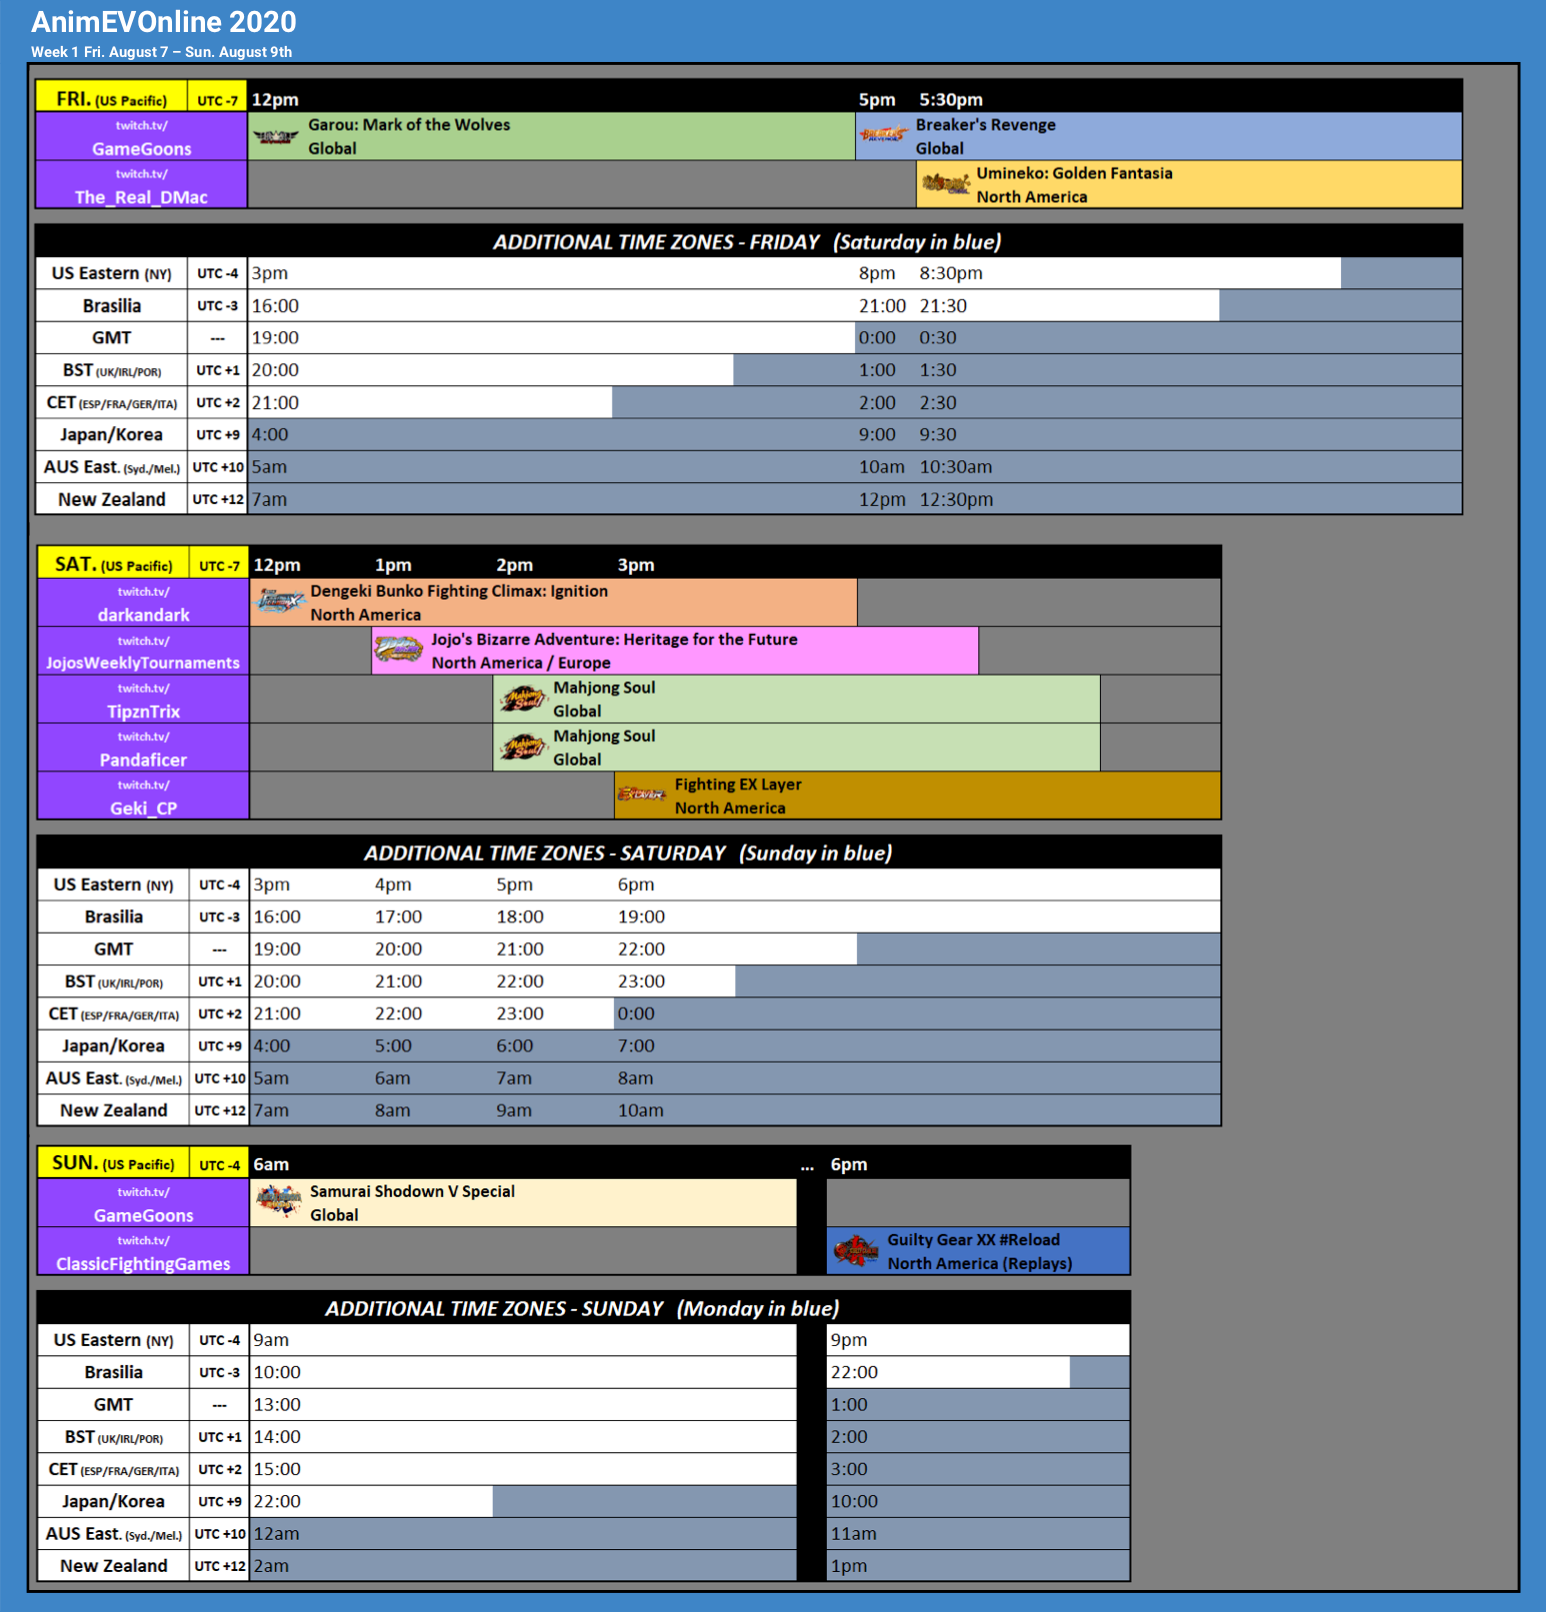 AnimEVOnline 2020
Week 1 Fri. August 7 – Sun. August 9th
FRI. (US Pacific) UTC -7 12pm 5pm 5:30pm
twitch.tv/
GameGoons
Garou: Mark of the Wolves
Global
Breaker's Revenge
Global
twitch.tv/
The_Real_DMac
Umineko: Golden Fantasia
North America
ADDITIONAL TIME ZONES - FRIDAY (Saturday in blue)
US Eastern (NY) UTC -4 3pm 8pm 8:30pm
Brasilia UTC -3 16:00 21:00 21:30
GMT --- 19:00 0:00 0:30
BST (UK/IRL/POR) UTC +1 20:00 1:00 1:30
CET (ESP/FRA/GER/ITA) UTC +2 21:00 2:00 2:30
Japan/Korea UTC +9 4:00 9:00 9:30
AUS East. (Syd./Mel.) UTC +10 5am 10am 10:30am
New Zealand UTC +12 7am 12pm 12:30pm
SAT. (US Pacific) UTC -7 12pm 1pm 2pm 3pm
twitch.tv/
darkandark
Dengeki Bunko Fighting Climax: Ignition
North America
twitch.tv/
JojosWeeklyTournaments
Jojo's Bizarre Adventure: Heritage for the Future
North America / Europe
twitch.tv/
TipznTrix
Mahjong Soul
Mahjong Soul
Global
twitch.tv/
Pandaficer
Mahjong Soul
Mahjong Soul
Global
twitch.tv/
Geki_CP
Fighting EX Layer
North America
ADDITIONAL TIME ZONES - SATURDAY (Sunday in blue)
US Eastern (NY) UTC -4 3pm 4pm 5pm 6pm
Brasilia UTC -3 16:00 17:00 18:00 19:00
GMT --- 19:00 20:00 21:00 22:00
BST (UK/IRL/POR) UTC +1 20:00 21:00 22:00 23:00
CET (ESP/FRA/GER/ITA) UTC +2 21:00 22:00 23:00 0:00
Japan/Korea UTC +9 4:00 5:00 6:00 7:00
AUS East. (Syd./Mel.) UTC +10 5am 6am 7am 8am
New Zealand UTC +12 7am 8am 9am 10am
SUN. (US Pacific) UTC -4 6am ... 6pm
twitch.tv/
GameGoons
Samurai Shodown V Special
Global
twitch.tv/
ClassicFightingGames
Guilty Gear XX #Reload
North America (Replays)
ADDITIONAL TIME ZONES - SUNDAY (Monday in blue)
US Eastern (NY) UTC -4 9am 9pm
Brasilia UTC -3 10:00 22:00
GMT --- 13:00 1:00
BST (UK/IRL/POR) UTC +1 14:00 2:00
CET (ESP/FRA/GER/ITA) UTC +2 15:00 3:00
Japan/Korea UTC +9 22:00 10:00
AUS East. (Syd./Mel.) UTC +10 12am 11am
New Zealand UTC +12 2am 1pm